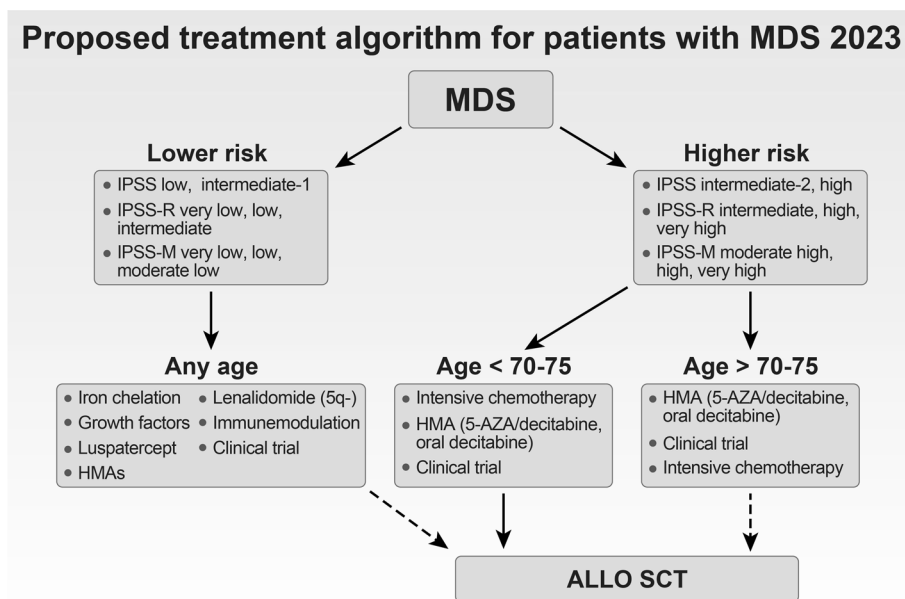 Proposed treatment algorithm for patients with MDS 2023
MDS
Lower risk
• IPSS low, intermediate-1
• IPSS-R very low, low,
intermediate
• IPSS-M very low, low,
moderate low
Higher risk
• IPSS intermediate-2, high
• IPSS-R intermediate, high,
very high
• IPSS-M moderate high,
high, very high
Any age
• Iron chelation
• Growth factors
• Luspatercept
• HMAs
• Lenalidomide (5q-)
• Immunemodulation
• Clinical trial
Age < 70-75
• Intensive chemotherapy
• HMA (5-AZA/decitabine,
oral decitabine)
• Clinical trial
Age > 70-75
• HMA (5-AZA/decitabine,
oral decitabine)
• Clinical trial
• Intensive chemotherapy
ALLO SCT